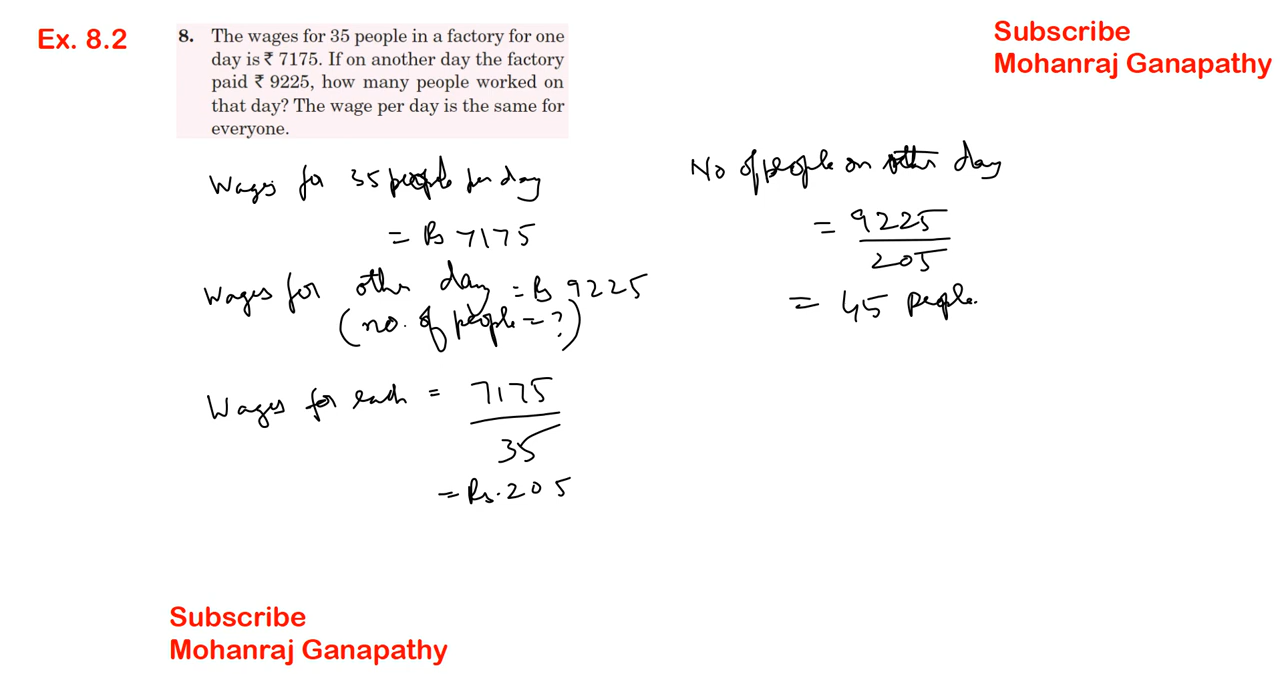 Ex. 8.2
8. The wages for 35 people in a factory for one
day is ₹ 7175. If on another day the factory
paid ₹ 9225, how many people worked on
that day? The wage per day is the same for
everyone.
Subscribe
Mohanraj Ganapathy
Wages for 35 people per day
= Rs 7175
Wages for other day = Rs 9225
(no. of people = ?)
Wages for each = 7175
35
= Rs. 205
No of people on other day
= 9225
205
= 45 people.
Subscribe
Mohanraj Ganapathy